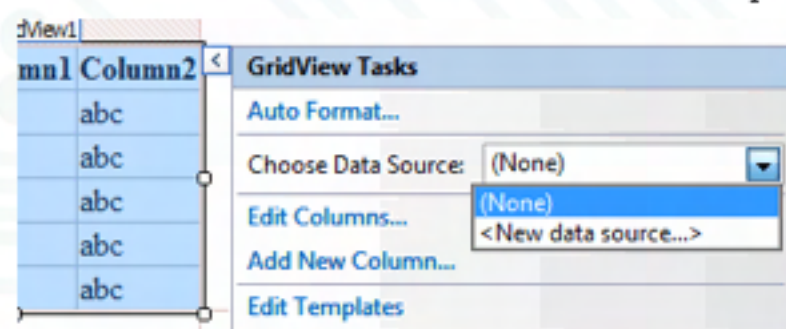 dView1
mn1 Column2 < GridView Tasks
abc
Auto Format...
abc
Choose Data Source: (None)
(None)
abc
Edit Columns...
<New data source...>
abc
Add New Column...
abc
Edit Templates